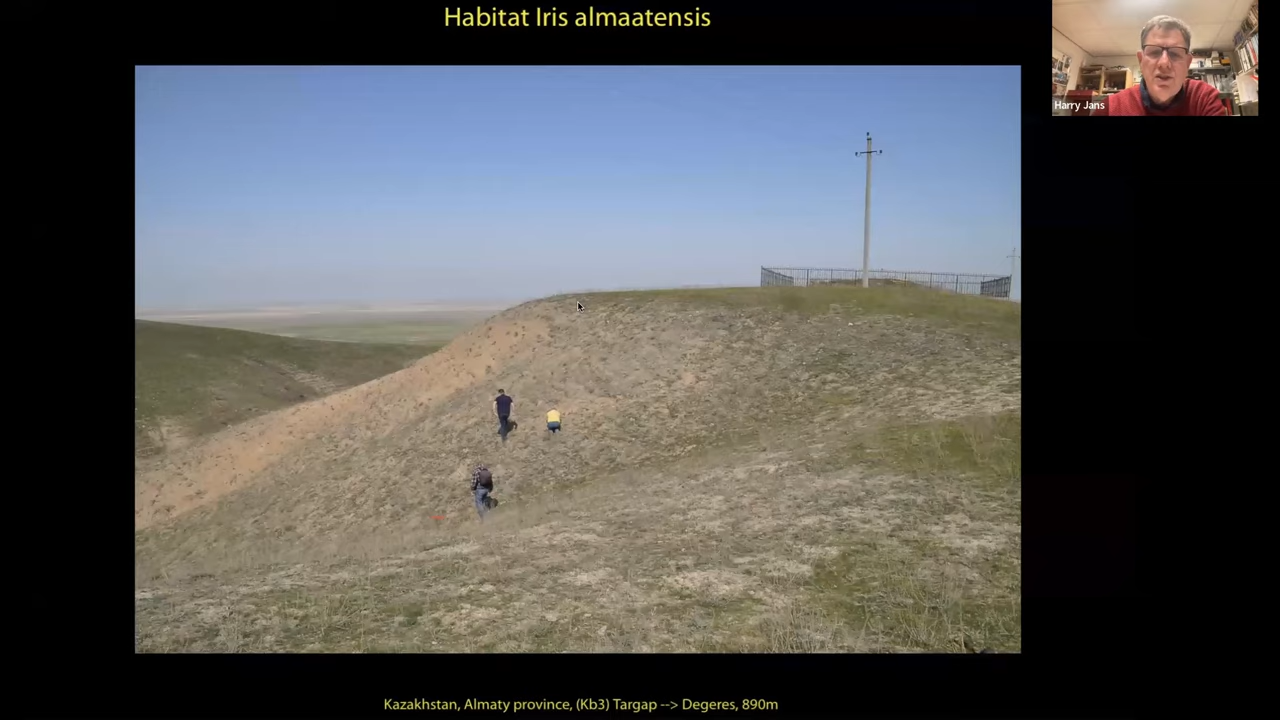 Habitat Iris almaatensis
Harry Jans
Kazakhstan, Almaty province, (Kb3) Targap --> Degeres, 890m